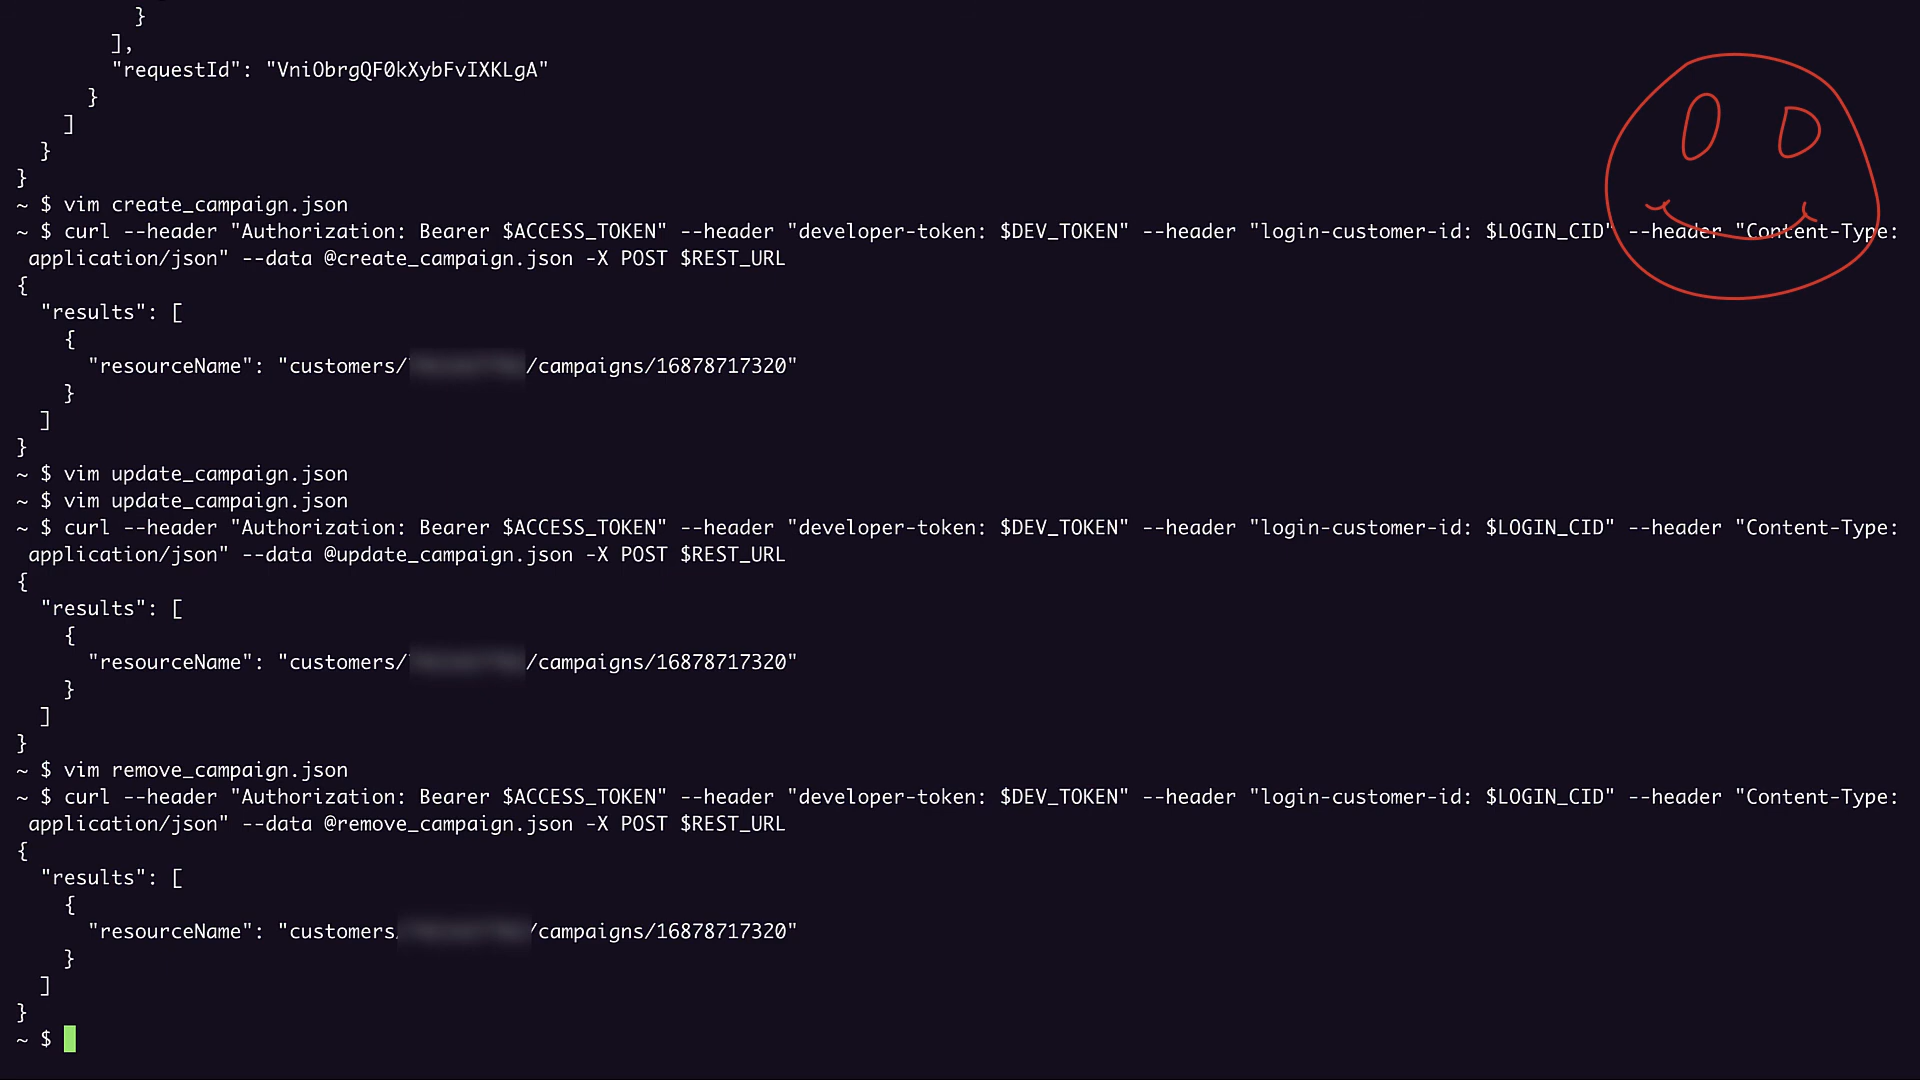 }
],
"requestId": "VniObrgQF0kXybFvIXKLgA"
}
]
}
}
~ $ vim create_campaign.json
~ $ curl --header "Authorization: Bearer $ACCESS_TOKEN" --header "developer-token: $DEV_TOKEN" --header "login-customer-id: $LOGIN_CID" --header "Content-Type:
application/json" --data @create_campaign.json -X POST $REST_URL
{
"results": [
{
"resourceName": "customers/ /campaigns/16878717320"
}
]
}
~ $ vim update_campaign.json
~ $ vim update_campaign.json
~ $ curl --header "Authorization: Bearer $ACCESS_TOKEN" --header "developer-token: $DEV_TOKEN" --header "login-customer-id: $LOGIN_CID" --header "Content-Type:
application/json" --data @update_campaign.json -X POST $REST_URL
{
"results": [
{
"resourceName": "customers/ /campaigns/16878717320"
}
]
}
~ $ vim remove_campaign.json
~ $ curl --header "Authorization: Bearer $ACCESS_TOKEN" --header "developer-token: $DEV_TOKEN" --header "login-customer-id: $LOGIN_CID" --header "Content-Type:
application/json" --data @remove_campaign.json -X POST $REST_URL
{
"results": [
{
"resourceName": "customers/ /campaigns/16878717320"
}
]
}
~ $